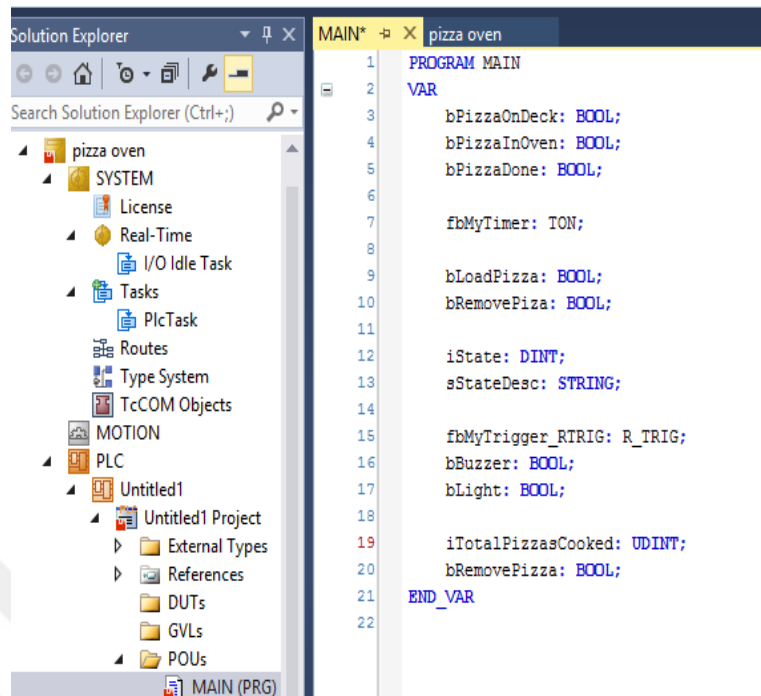 Solution Explorer
Search Solution Explorer (Ctrl+;)
pizza oven
SYSTEM
License
Real-Time
I/O Idle Task
Tasks
PlcTask
Routes
Type System
TcCOM Objects
MOTION
PLC
Untitled1
Untitled1 Project
External Types
References
DUTs
GVLs
POUs
MAIN (PRG)
MAIN* pizza oven
1 PROGRAM MAIN
2 VAR
3 bPizzaOnDeck: BOOL;
4 bPizzaInOven: BOOL;
5 bPizzaDone: BOOL;
6
7 fbMyTimer: TON;
8
9 bLoadPizza: BOOL;
10 bRemovePiza: BOOL;
11
12 iState: DINT;
13 sStateDesc: STRING;
14
15 fbMyTrigger_RTRIG: R_TRIG;
16 bBuzzer: BOOL;
17 bLight: BOOL;
18
19 iTotalPizzasCooked: UDINT;
20 bRemovePizza: BOOL;
21 END_VAR
22